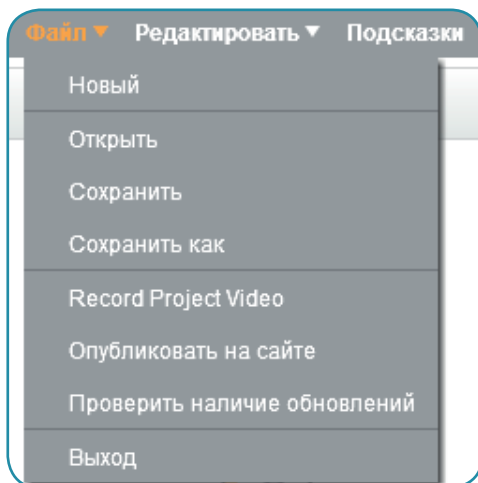 Файл ▼ Редактировать ▼ Подсказки
Новый
Открыть
Сохранить
Сохранить как
Record Project Video
Опубликовать на сайте
Проверить наличие обновлений
Выход